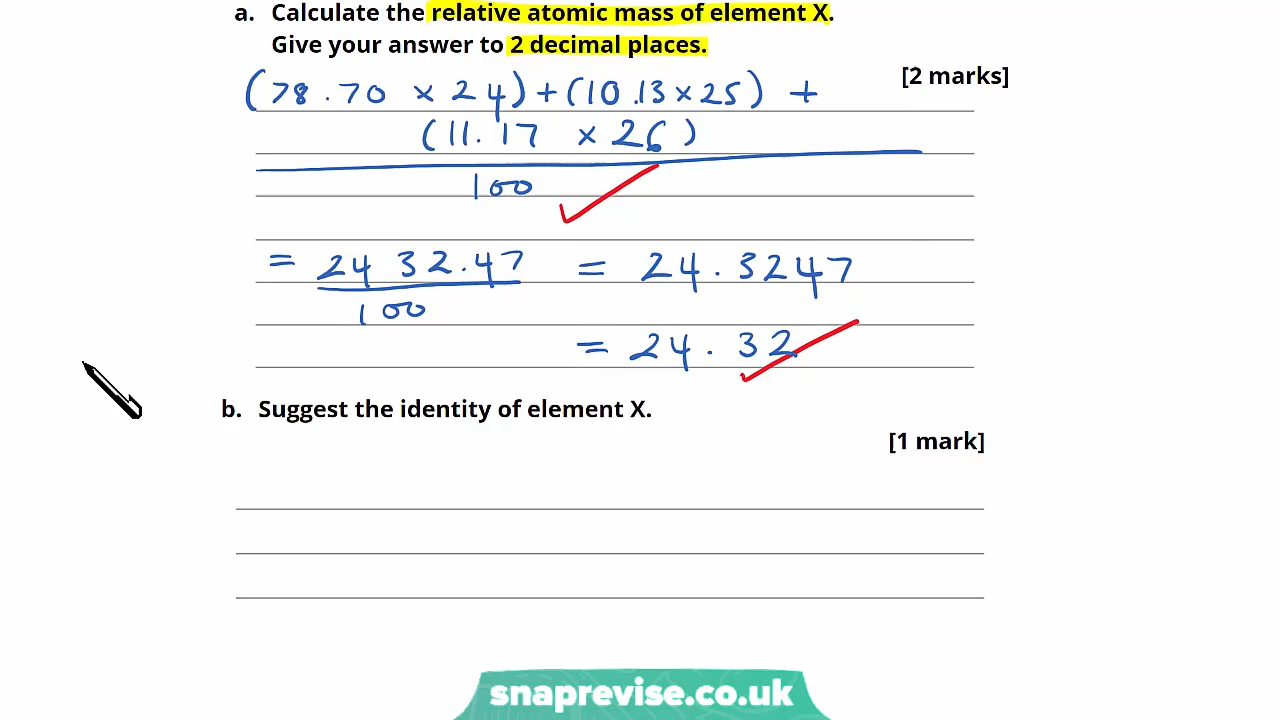 a. Calculate the relative atomic mass of element X.
Give your answer to 2 decimal places.
[2 marks]
(78.70 × 24) + (10.13 × 25) +
(11.17 × 26)
100
= 2432.47 = 24.3247
100
= 24.32
b. Suggest the identity of element X.
[1 mark]
snaprevise.co.uk